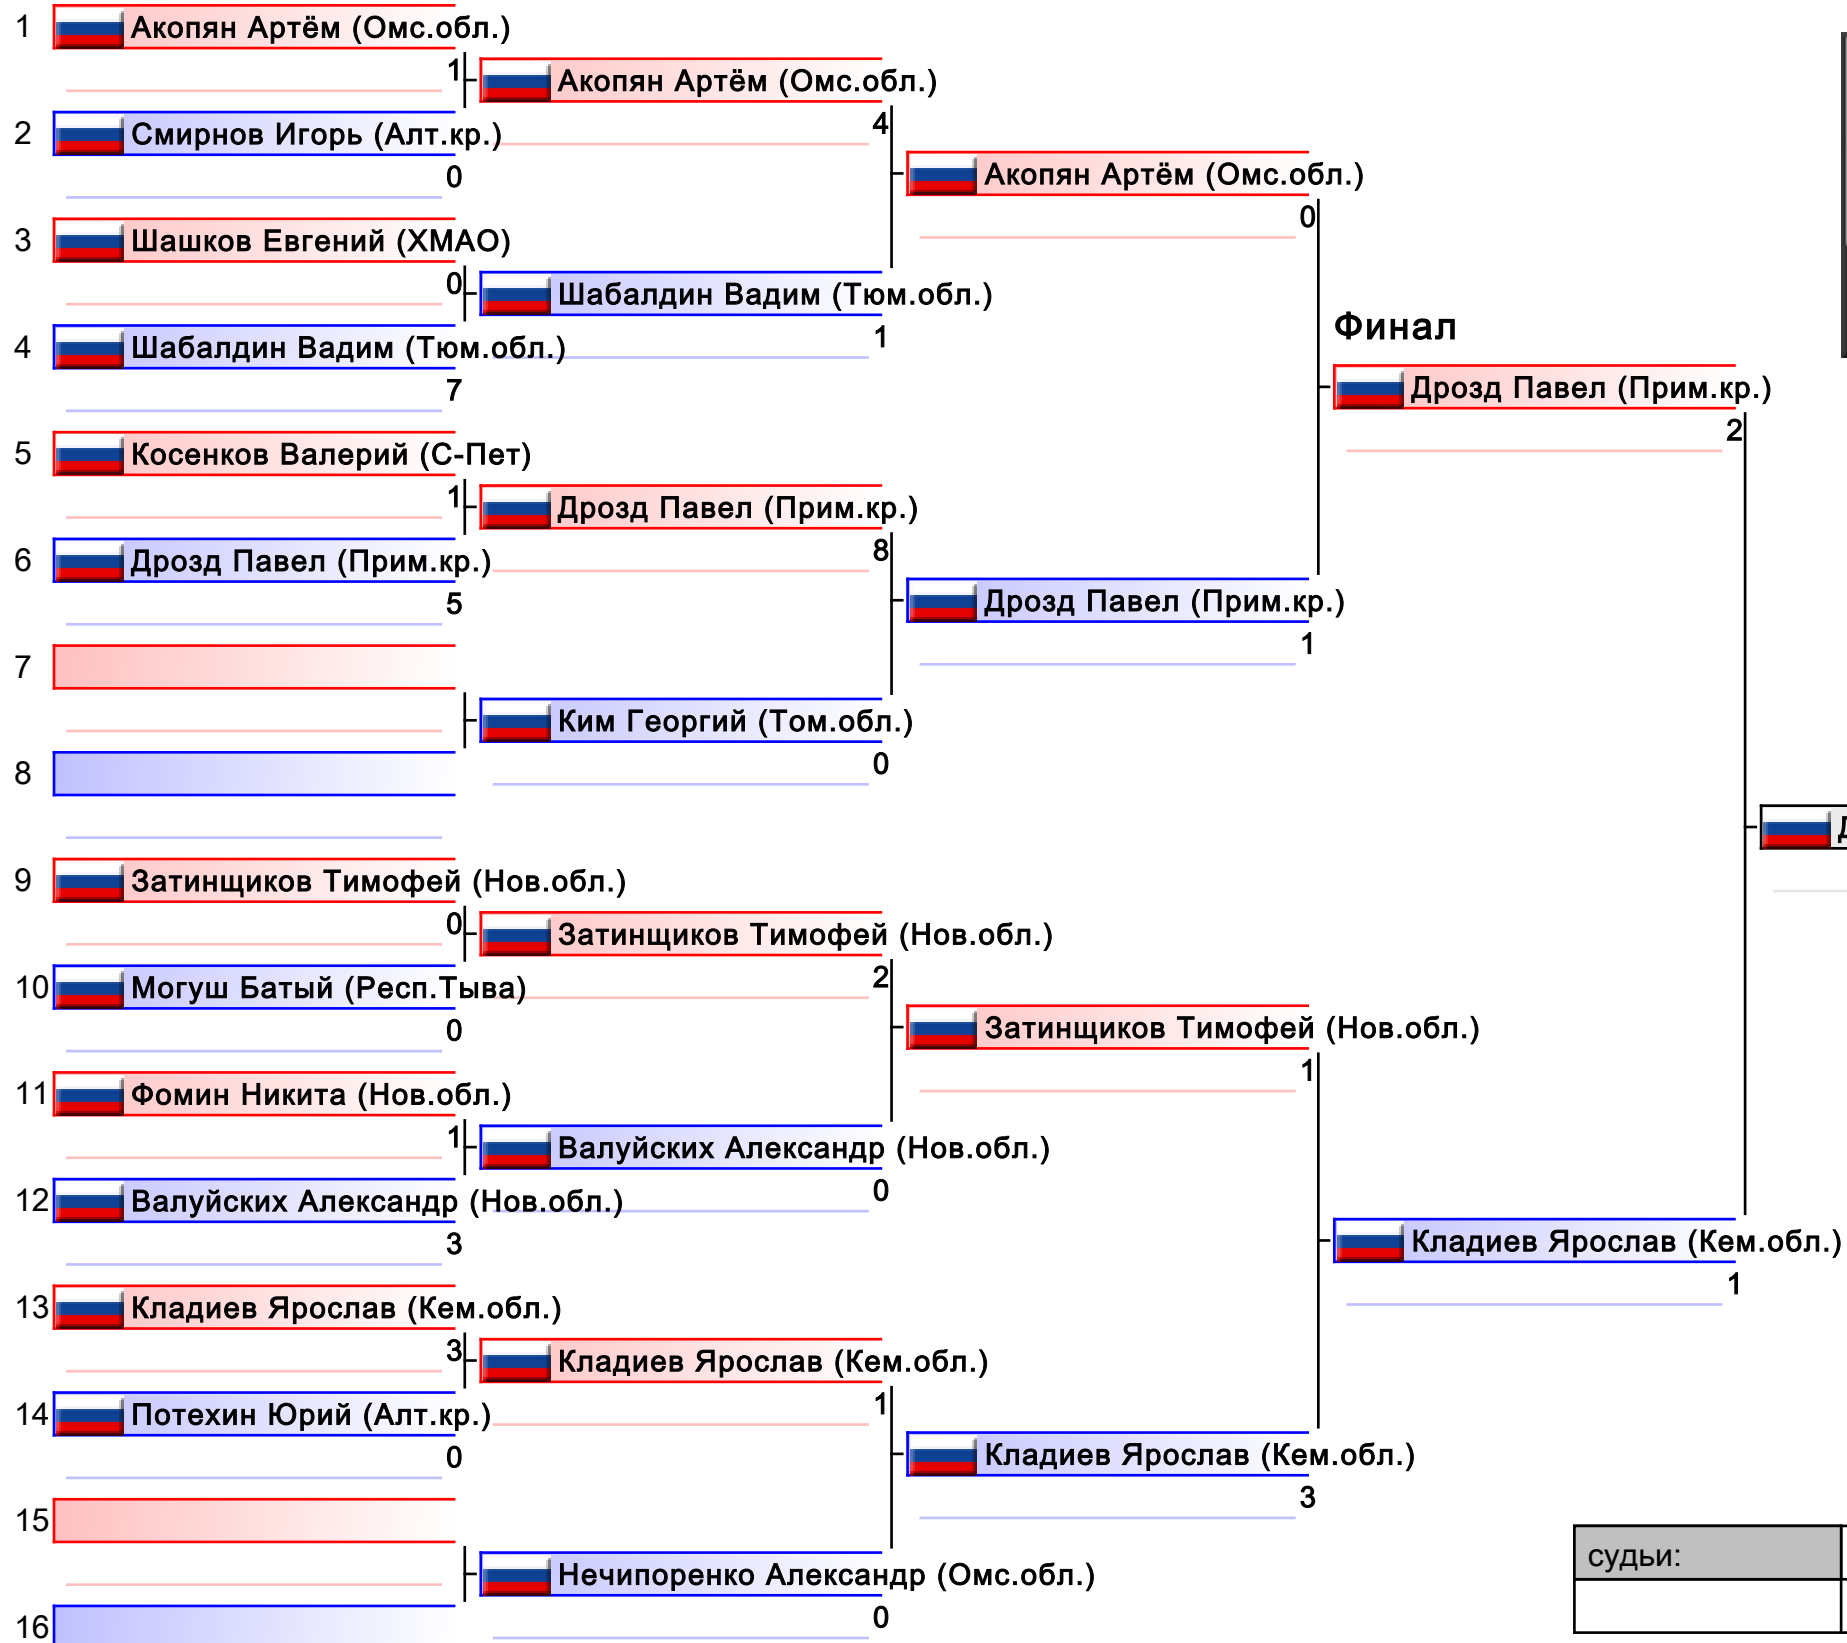 1 Акопян Артём (Омс.обл.)
1
2 Смирнов Игорь (Алт.кр.)
0
3 Шашков Евгений (ХМАО)
0
4 Шабалдин Вадим (Тюм.обл.)
7
5 Косенков Валерий (С-Пет)
1
6 Дрозд Павел (Прим.кр.)
5
7
8
9 Затинщиков Тимофей (Нов.обл.)
0
10 Могуш Батый (Респ.Тыва)
0
11 Фомин Никита (Нов.обл.)
1
12 Валуйских Александр (Нов.обл.)
3
13 Кладиев Ярослав (Кем.обл.)
3
14 Потехин Юрий (Алт.кр.)
0
15
16
Акопян Артём (Омс.обл.)
4
Шабалдин Вадим (Тюм.обл.)
1
Дрозд Павел (Прим.кр.)
8
Ким Георгий (Том.обл.)
0
Затинщиков Тимофей (Нов.обл.)
2
Валуйских Александр (Нов.обл.)
0
Кладиев Ярослав (Кем.обл.)
1
Нечипоренко Александр (Омс.обл.)
0
Акопян Артём (Омс.обл.)
0
Дрозд Павел (Прим.кр.)
1
Затинщиков Тимофей (Нов.обл.)
1
Кладиев Ярослав (Кем.обл.)
3
Финал
Дрозд Павел (Прим.кр.)
2
Кладиев Ярослав (Кем.обл.)
1
судьи: